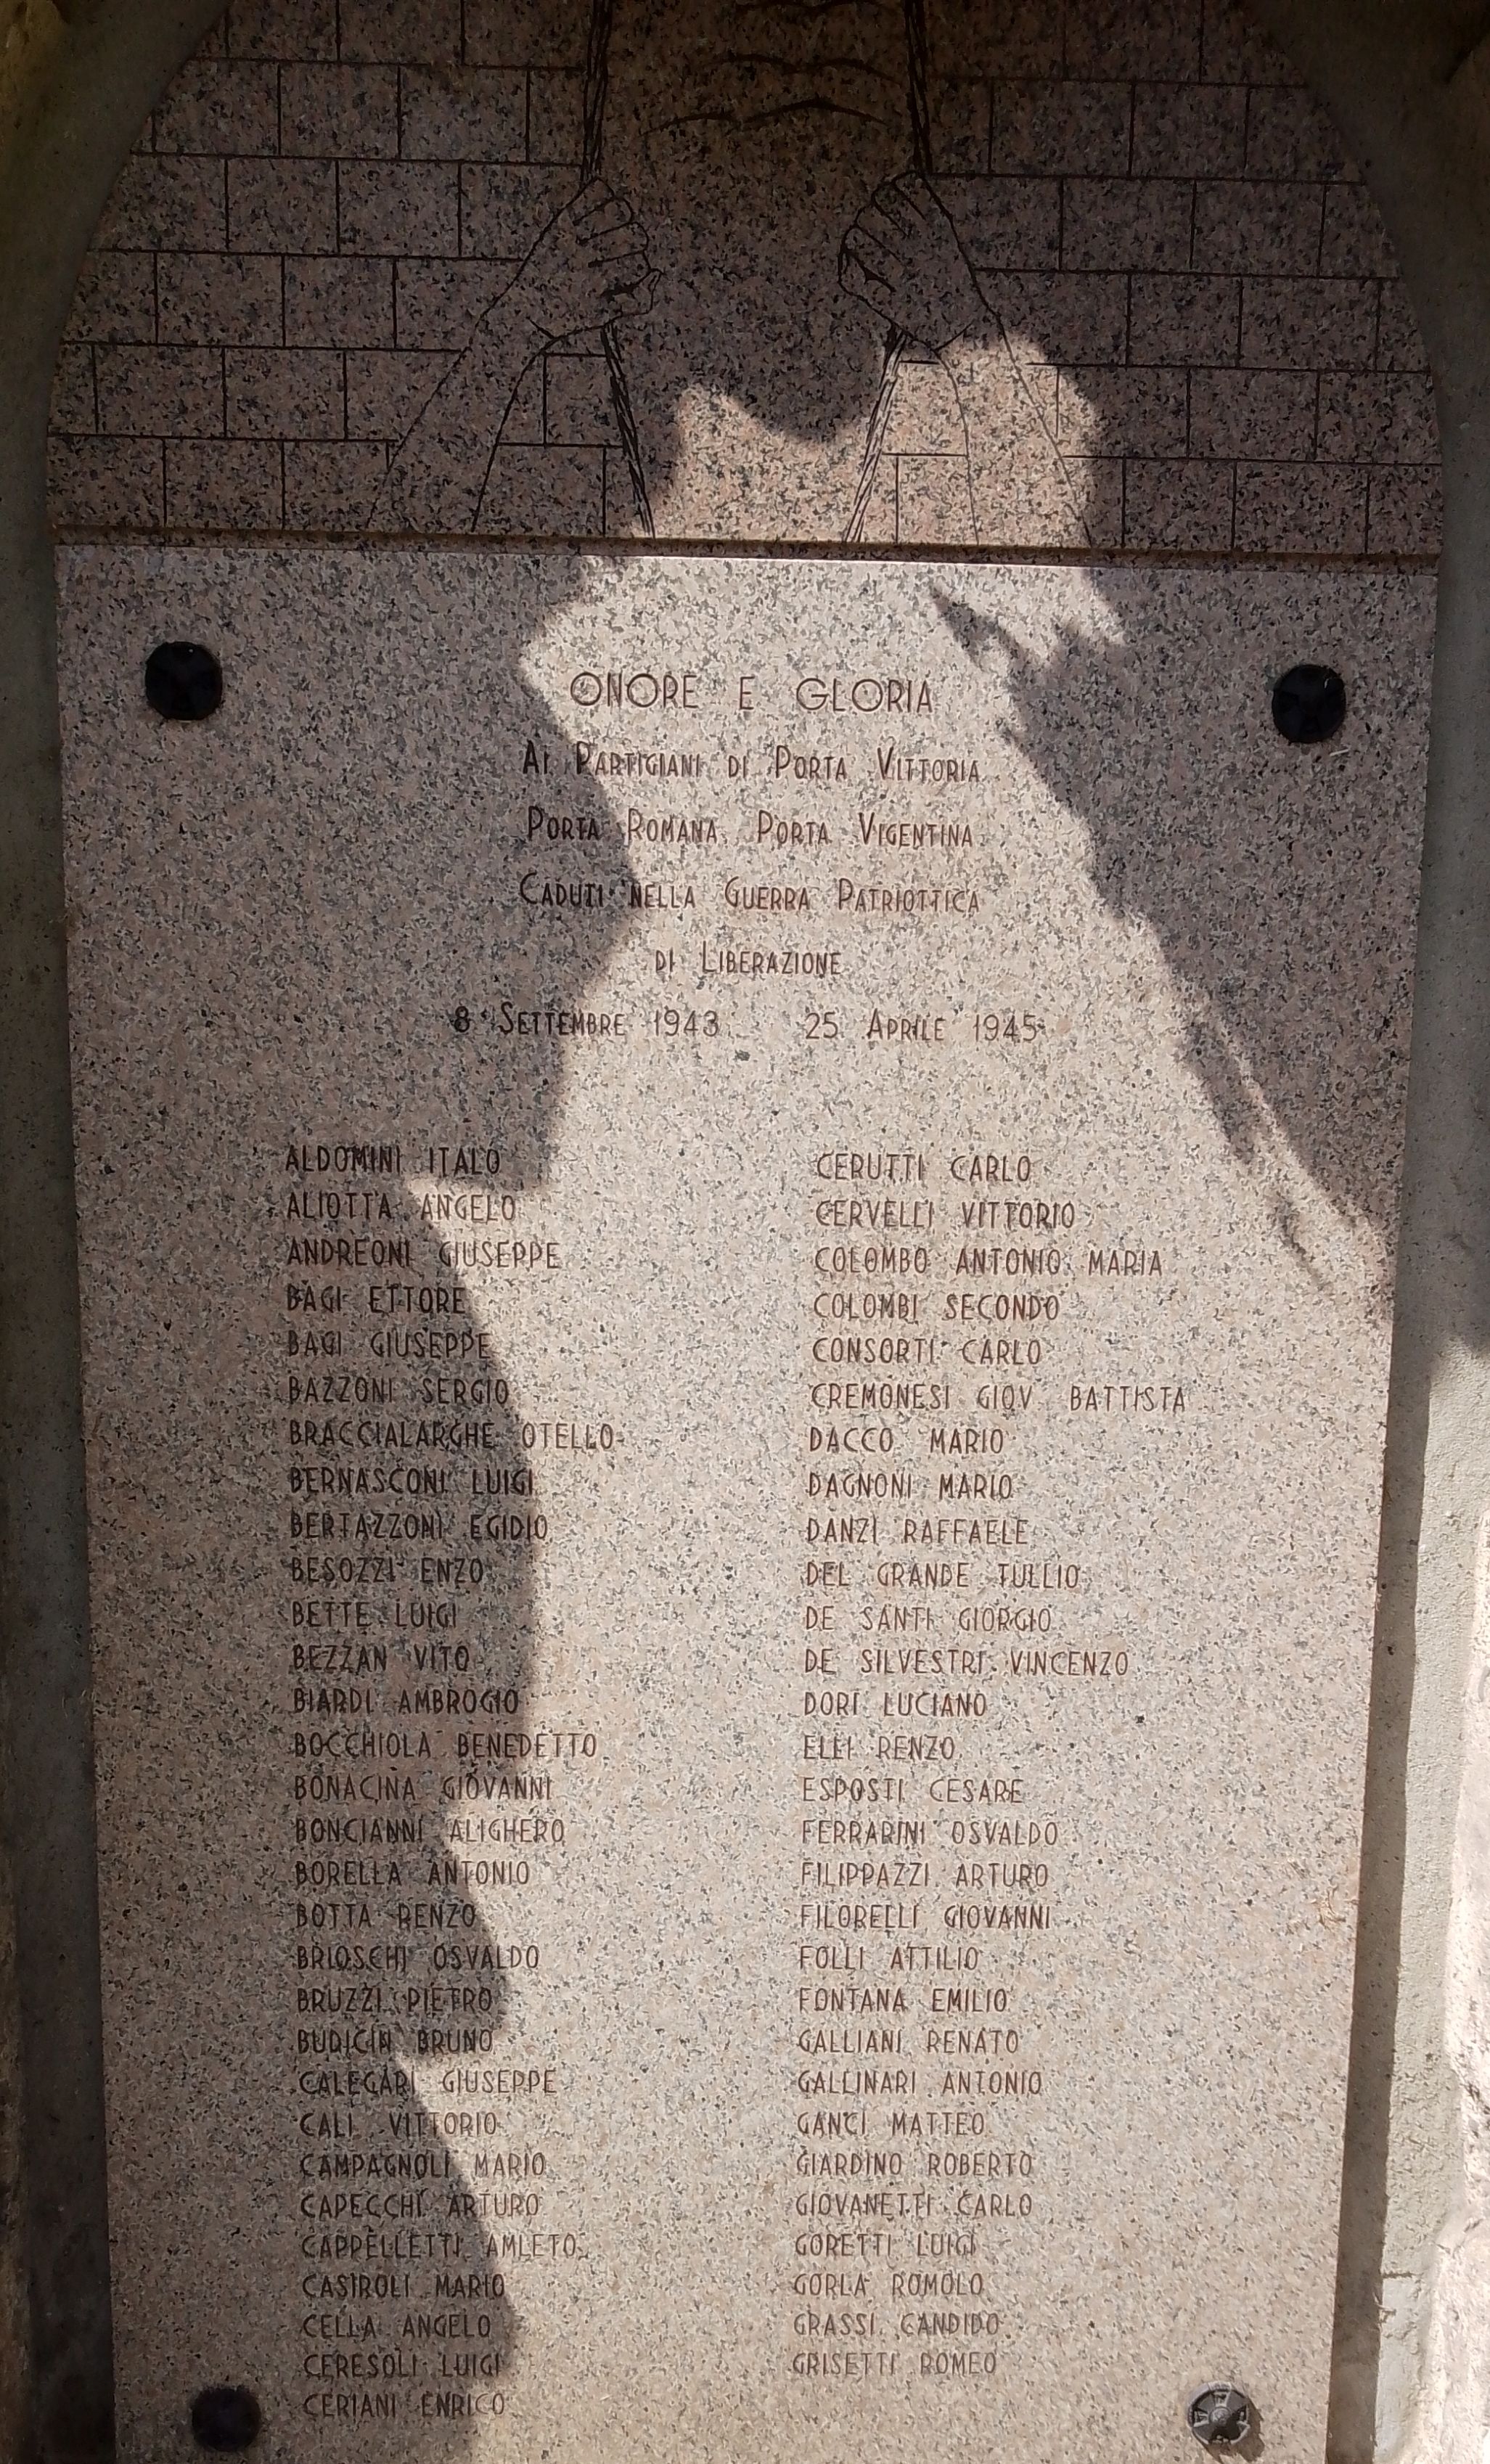 ONORE E GLORIA
AI PARTIGIANI DI PORTA VITTORIA
PORTA ROMANA PORTA VIGENTINA
CADUTI NELLA GUERRA PATRIOTTICA
DI LIBERAZIONE
8 SETTEMBRE 1943 25 APRILE 1945
ALDOMINI ITALO
ALIOTTA ANGELO
ANDREONI GIUSEPPE
BAGI ETTORE
BAGI GIUSEPPE
BAZZONI SERGIO
BRACCIALARGHE OTELLO
BERNASCONI LUIGI
BERTAZZONI EGIDIO
BESOZZI ENZO
BETTE LUIGI
BEZZAN VITO
BIARDI AMBROGIO
BOCCHIOLA BENEDETTO
BONACINA GIOVANNI
BONCIANNI ALIGHERO
BORELLA ANTONIO
BOTTA RENZO
BRIOSCHI OSVALDO
BRUZZI PIETRO
BUDICIN BRUNO
CALEGARI GIUSEPPE
CALI VITTORIO
CAMPAGNOLI MARIO
CAPECCHI ARTURO
CAPPELLETTI AMLETO
CASIROLI MARIO
CELLA ANGELO
CERESOLI LUIGI
CERIANI ENRICO
CERUTTI CARLO
CERVELLI VITTORIO
COLOMBO ANTONIO MARIA
COLOMBI SECONDO
CONSORTI CARLO
CREMONESI GIOV BATTISTA
DACCO MARIO
DAGNONI MARIO
DANZI RAFFAELE
DEL GRANDE TULLIO
DE SANTI GIORGIO
DE SILVESTRI VINCENZO
DORI LUCIANO
ELLI RENZO
ESPOSTI CESARE
FERRARINI OSVALDO
FILIPPAZZI ARTURO
FILORELLI GIOVANNI
FOLLI ATTILIO
FONTANA EMILIO
GALLIANI RENATO
GALLINARI ANTONIO
GANCI MATTEO
GIARDINO ROBERTO
GIOVANETTI CARLO
GORETTI LUIGI
GORLA ROMOLO
GRASSI CANDIDO
GRISETTI ROMEO